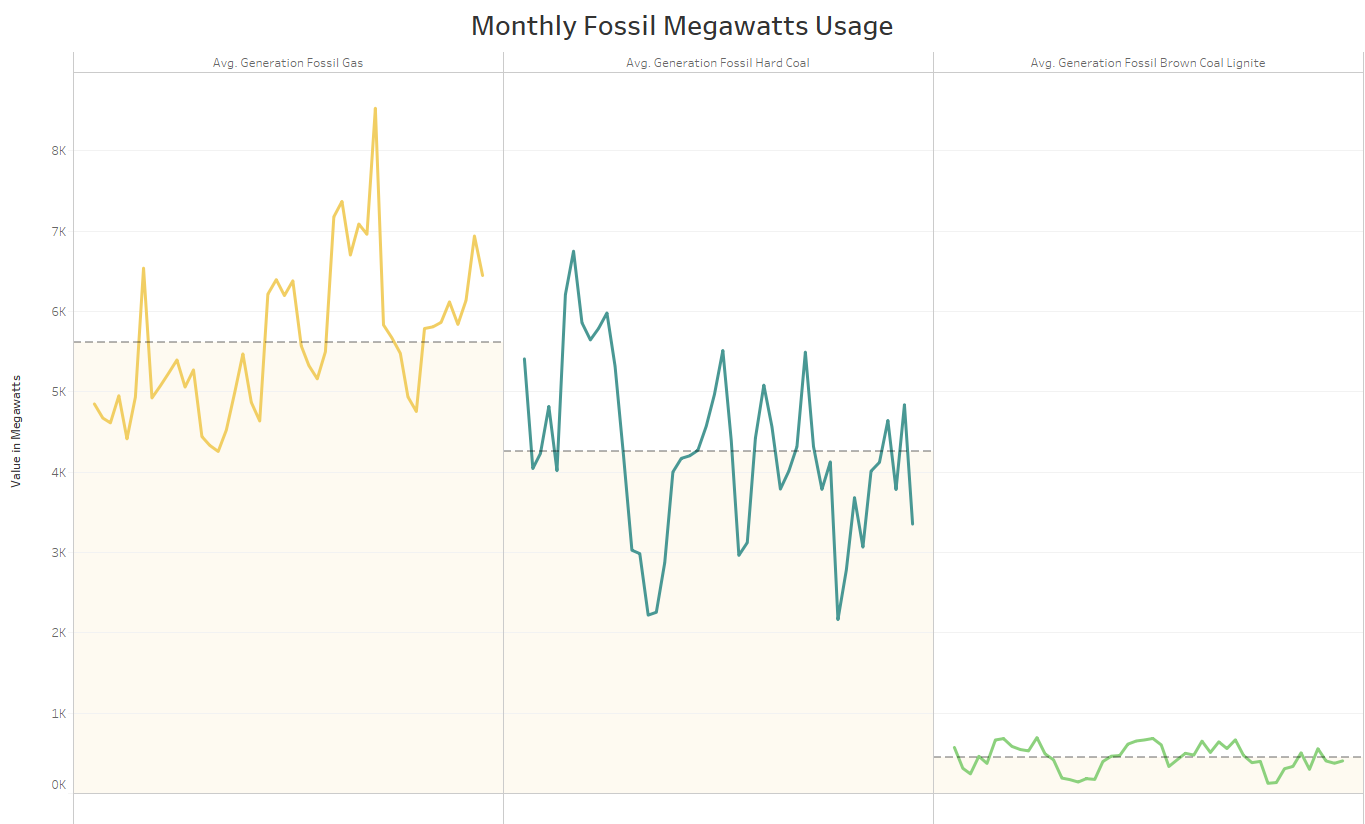 Monthly Fossil Megawatts Usage
Avg. Generation Fossil Gas
Avg. Generation Fossil Hard Coal
Avg. Generation Fossil Brown Coal Lignite
8K
7K
6K
5K
4K
3K
2K
1K
0K
Value in Megawatts